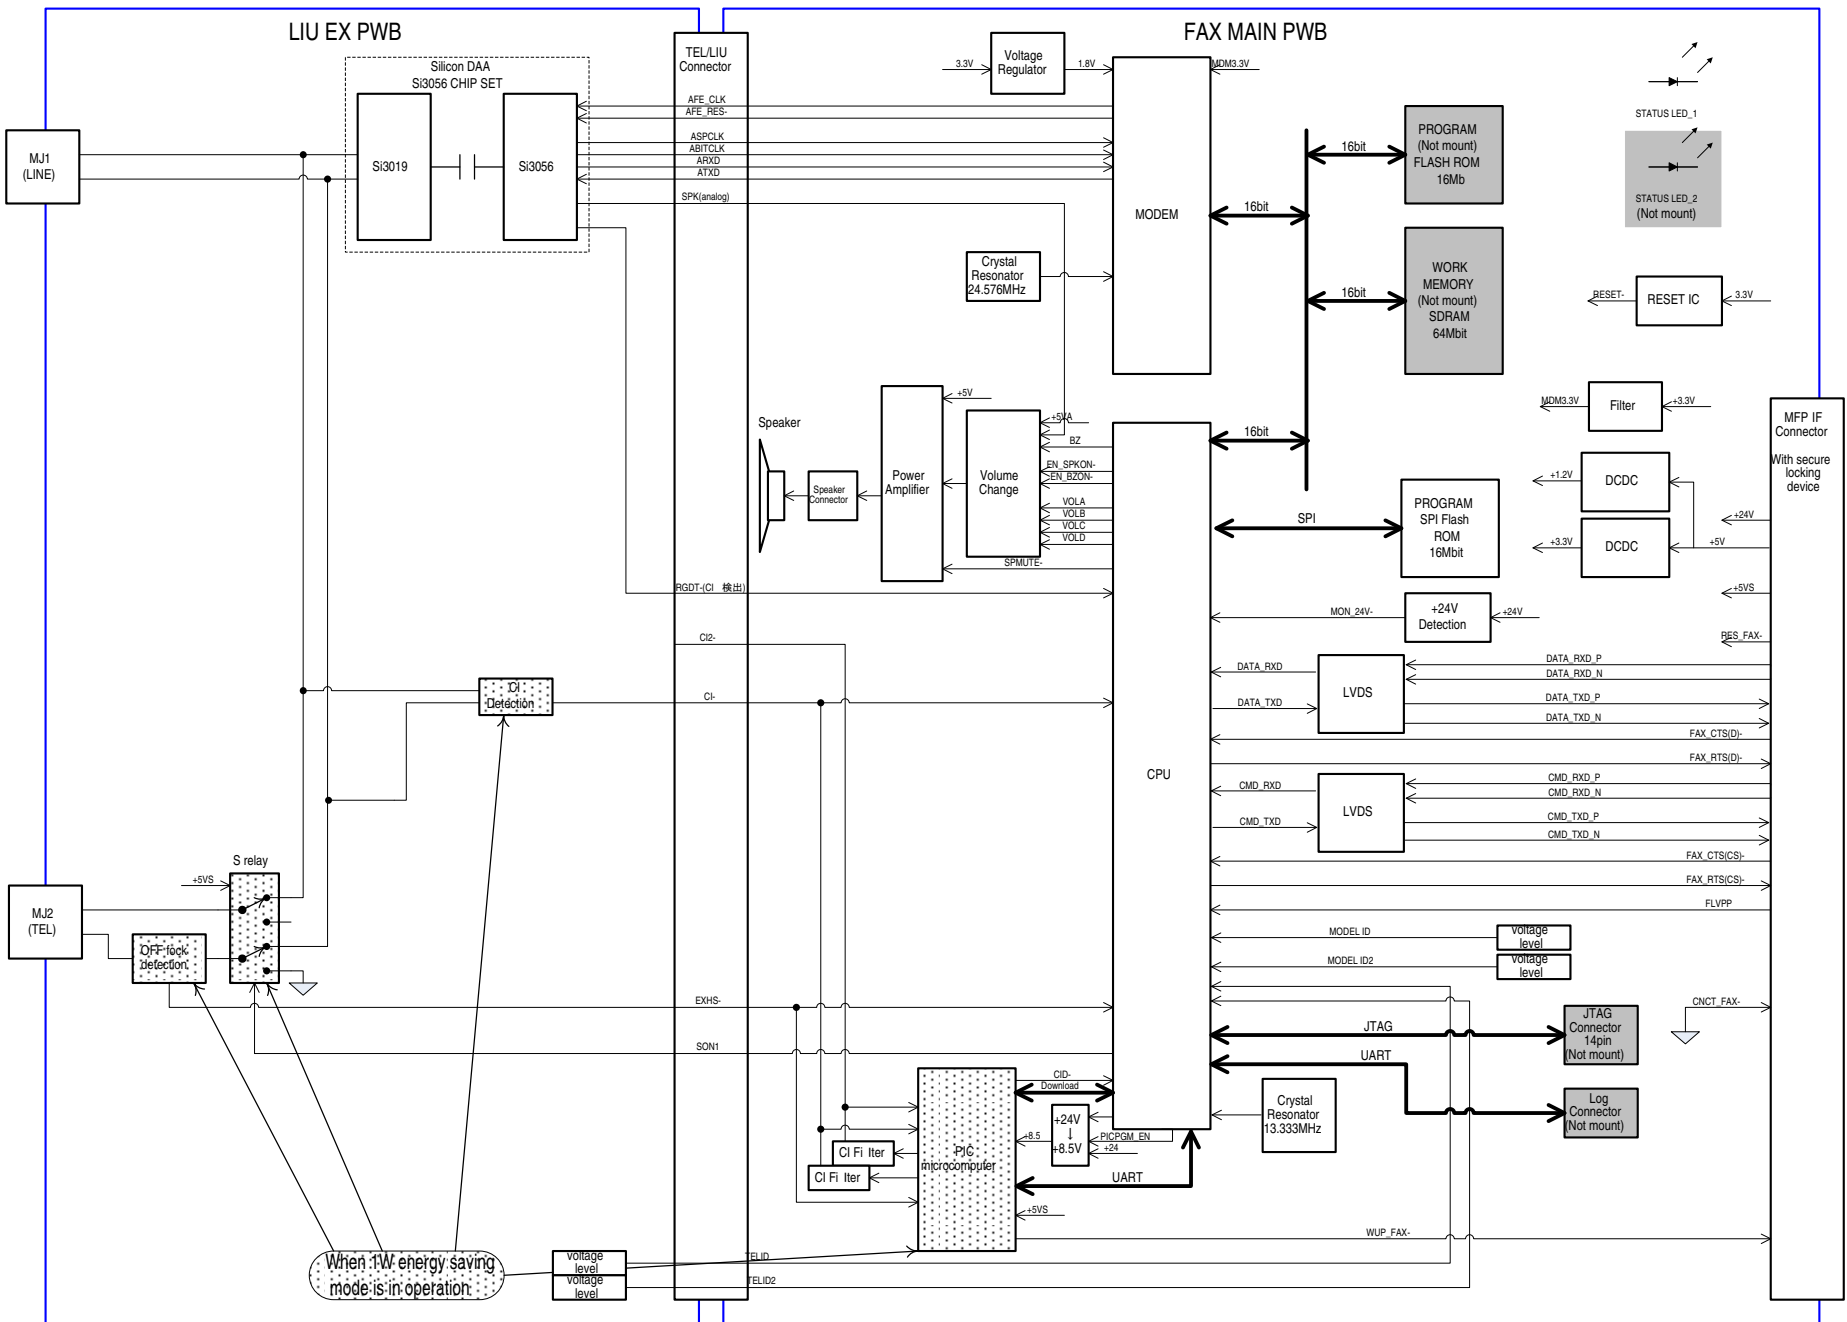 LIU EX PWB
FAX MAIN PWB
Silicon DAA
Si3056 CHIP SET
TEL/LIU
Connector
3.3V
Voltage
Regulator
1.8V
MDM3.3V
MJ1
(LINE)
Si3019
Si3056
AFE_CLK
AFE_RES-
ASPCLK
ABITCLK
ARXD
ATXD
SPK(analog)
MODEM
16bit
16bit
16bit
16bit
PROGRAM
(Not mount)
FLASH ROM
16Mb
STATUS LED_1
STATUS LED_2
(Not mount)
Crystal
Resonator
24.576MHz
WORK
MEMORY
(Not mount)
SDRAM
64Mbit
RESET-
RESET IC
3.3V
MDM3.3V
Filter
+3.3V
MFP IF
Connector
With secure
locking
device
Speaker
Speaker
Connector
Power
Amplifier
+5V
Volume
Change
+5VA
BZ
EN_SPKON-
EN_BZON-
VOLA
VOLB
VOLC
VOLD
SPMUTE-
SPI
PROGRAM
SPI Flash
ROM
16Mbit
+1.2V
DCDC
+3.3V
DCDC
+5V
+24V
+5VS
RES_FAX-
RGDT-(CI 検出)
MON_24V-
+24V
Detection
+24V
CI2-
CI
Detection
CI-
CPU
DATA_RXD
DATA_TXD
LVDS
DATA_RXD_P
DATA_RXD_N
DATA_TXD_P
DATA_TXD_N
FAX_CTS(D)-
FAX_RTS(D)-
CMD_RXD
CMD_TXD
LVDS
CMD_RXD_P
CMD_RXD_N
CMD_TXD_P
CMD_TXD_N
FAX_CTS(CS)-
FAX_RTS(CS)-
FLVPP
S relay
+5VS
MJ2
(TEL)
OFF fock
detection
MODEL ID
voltage
level
MODEL ID2
voltage
level
EXHS-
SON1
CNCT_FAX-
JTAG
JTAG
Connector
14pin
(Not mount)
UART
Log
Connector
(Not mount)
Crystal
Resonator
13.333MHz
CID-
Download
+24V
↓
+8.5V
+8.5
PICPGM_EN
+24
CI Fi lter
CI Fi lter
PIC
microcomputer
UART
+5VS
WUP_FAX-
When 1W energy saving
mode is in operation
voltage
level
voltage
level
TELID
TELID2